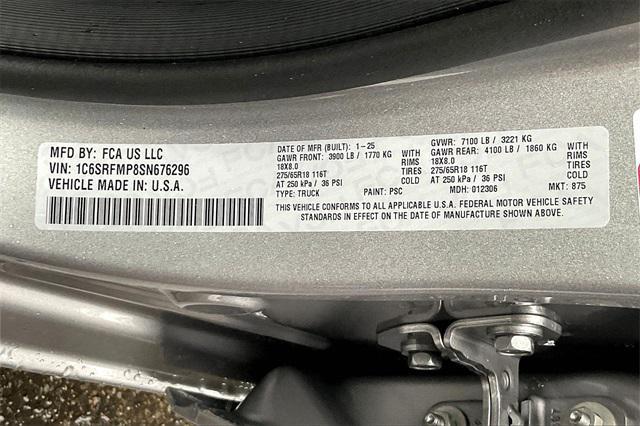 MFD BY: FCA US LLC
VIN: 1C6SRFMP8SN676296
VEHICLE MADE IN U.S.A.
DATE OF MFR (BUILT): 1-25 GVWR: 7100 LB / 3221 KG
GAWR FRONT: 3900 LB / 1770 KG WITH GAWR REAR: 4100 LB / 1860 KG WITH
18X8.0 RIMS 18X8.0 RIMS
275/65R18 116T TIRES 275/65R18 116T TIRES
AT 250 kPa / 36 PSI COLD AT 250 kPa / 36 PSI COLD
TYPE: TRUCK PAINT: PSC MDH: 012306 MKT: 875
THIS VEHICLE CONFORMS TO ALL APPLICABLE U.S.A. FEDERAL MOTOR VEHICLE SAFETY
STANDARDS IN EFFECT ON THE DATE OF MANUFACTURE SHOWN ABOVE.